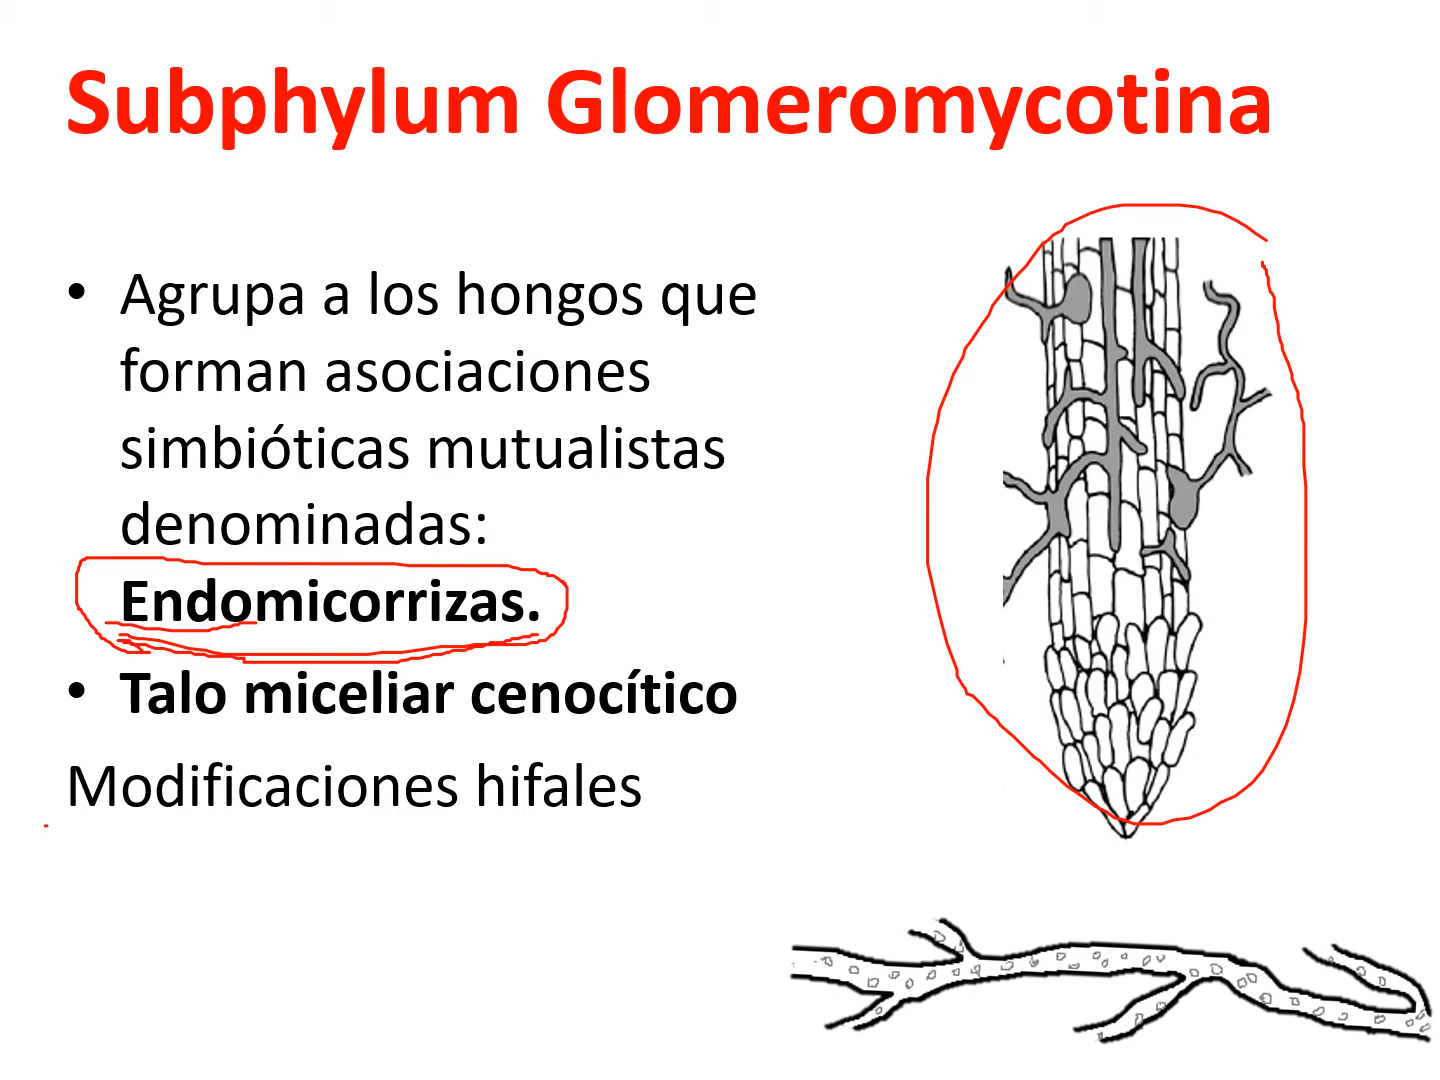 Subphylum Glomeromycotina
• Agrupa a los hongos que
forman asociaciones
simbióticas mutualistas
denominadas:
Endomicorrizas.
• Talo miceliar cenocítico
Modificaciones hifales